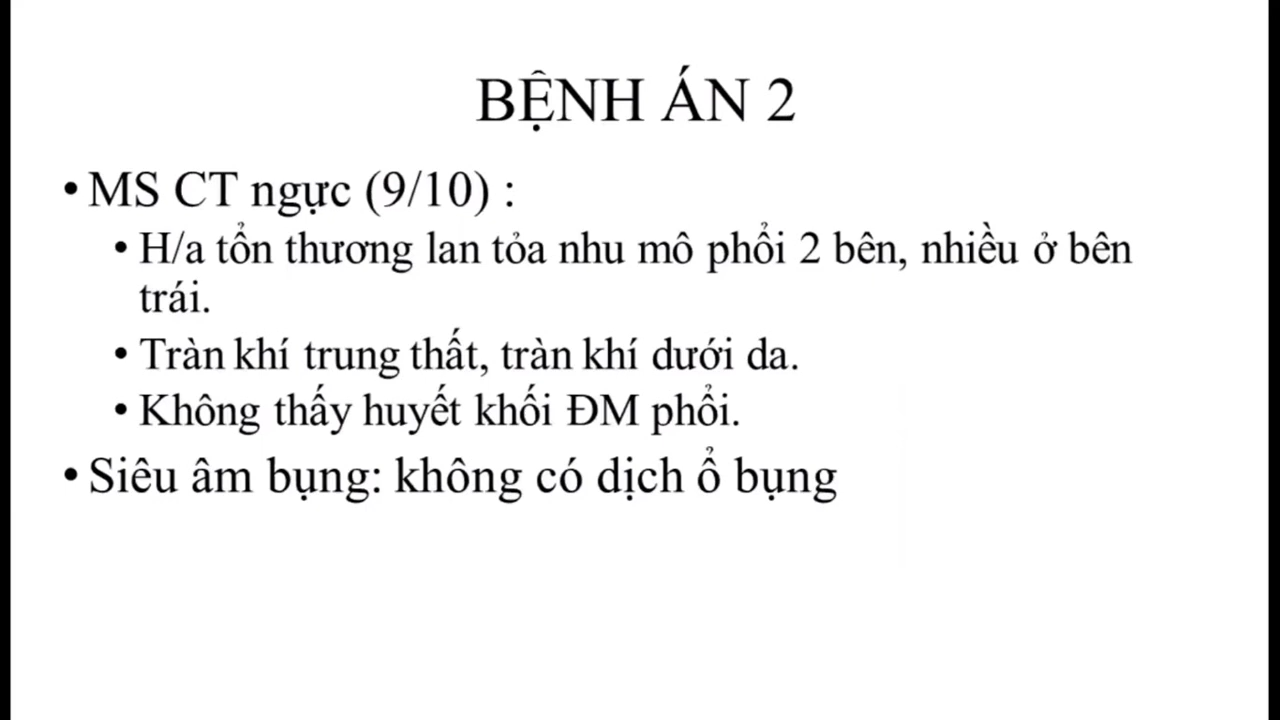 BỆNH ÁN 2
• MS CT ngực (9/10) :
• H/a tổn thương lan tỏa nhu mô phổi 2 bên, nhiều ở bên
trái.
• Tràn khí trung thất, tràn khí dưới da.
• Không thấy huyết khối ĐM phổi.
• Siêu âm bụng: không có dịch ổ bụng